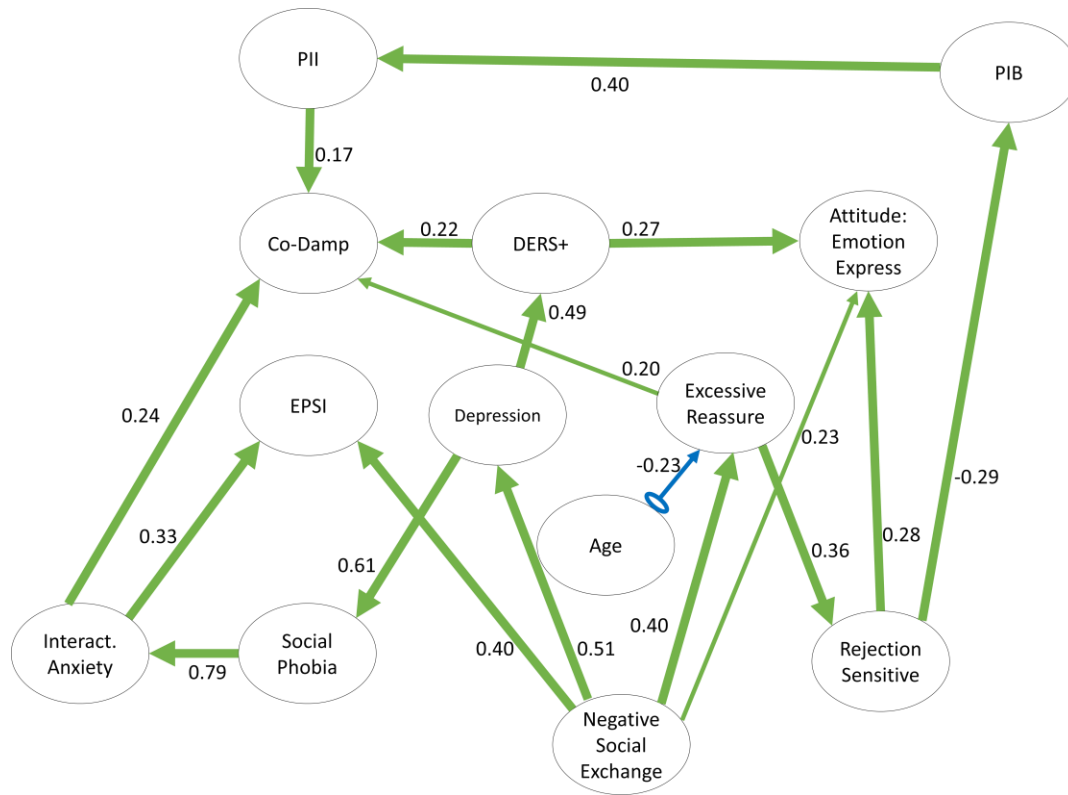 PII
PIB
0.40
0.17
Co-Damp
0.22
DERS+
0.27
Attitude:
Emotion
Express
0.49
0.20
0.24
EPSI
Depression
Excessive
Reassure
0.23
-0.23
-0.29
0.33
Age
0.36
0.28
0.61
0.40
0.40
0.51
Interact.
Anxiety
0.79
Social
Phobia
Rejection
Sensitive
Negative
Social
Exchange